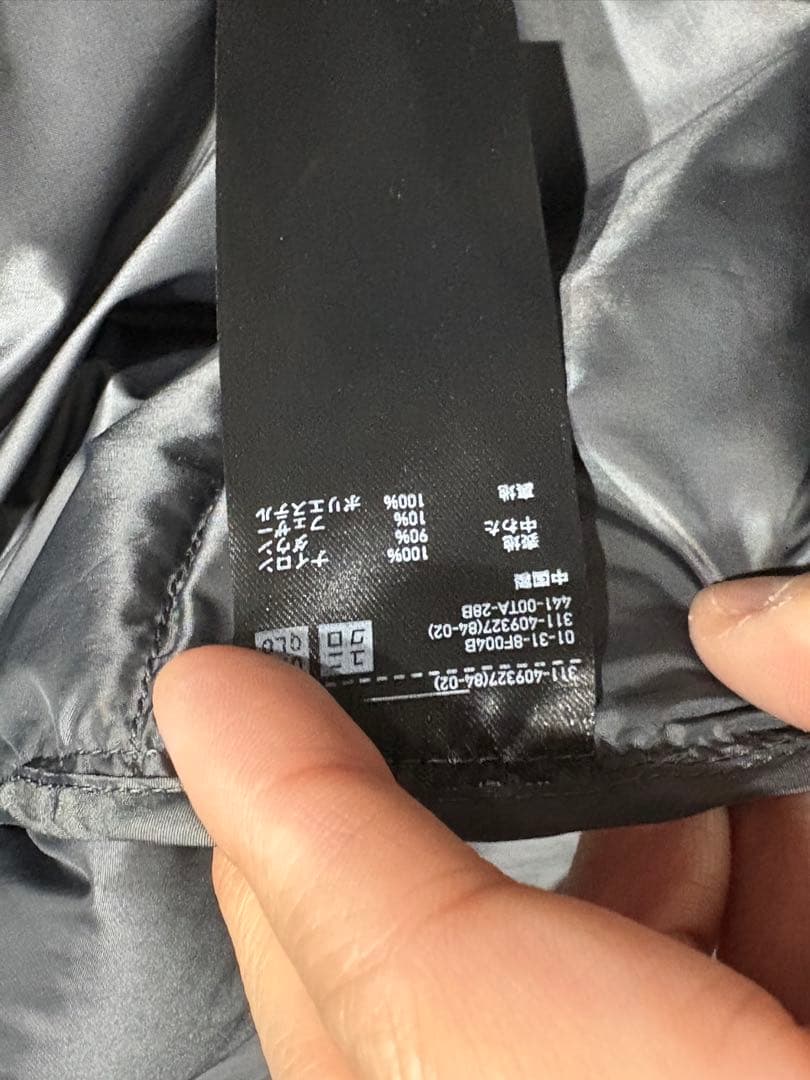 311-409327(84-02)
ユニ
クロ
01-31-8F004B
311-409327(84-02)
441-00TA-28B
中国製
表地 100% ナイロン
中わた 90% ダウン
10% フェザー
裏地 100% ポリエステル